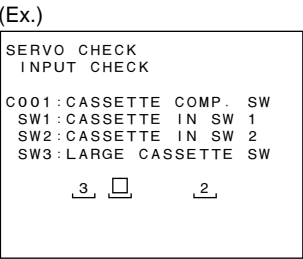 (Ex.)
SERVO CHECK
INPUT CHECK
C001:CASSETTE COMP. SW
SW1:CASSETTE IN SW 1
SW2:CASSETTE IN SW 2
SW3:LARGE CASSETTE SW
3 □ 2